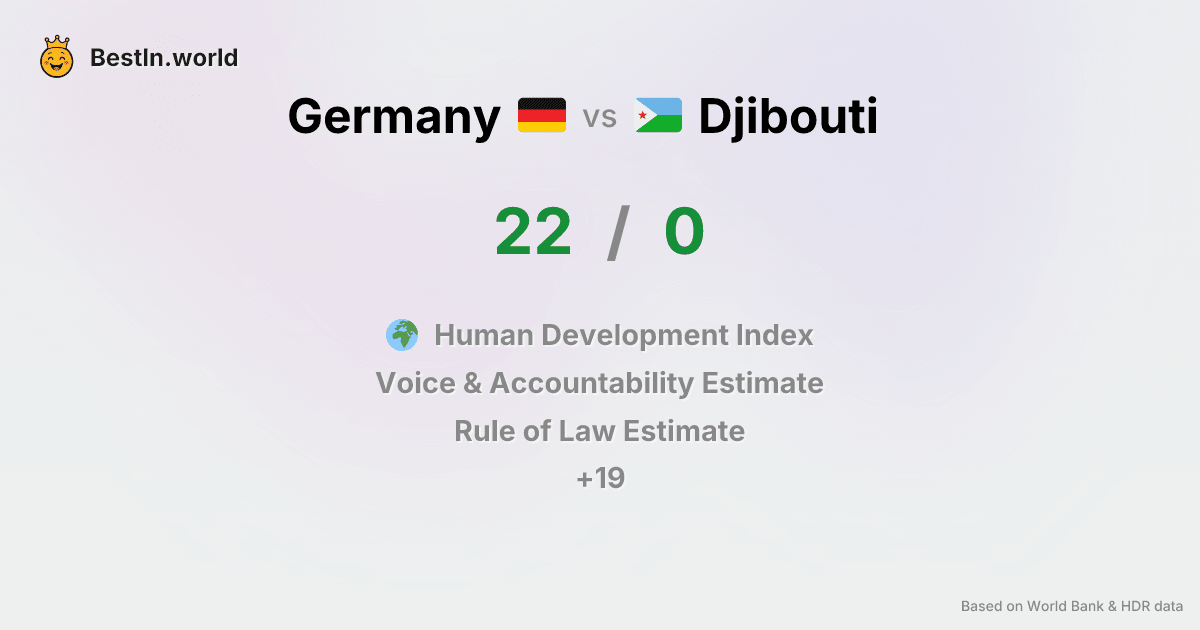 BestIn.world
Germany vs Djibouti
22 / 0
Human Development Index
Voice & Accountability Estimate
Rule of Law Estimate
+19
Based on World Bank & HDR data